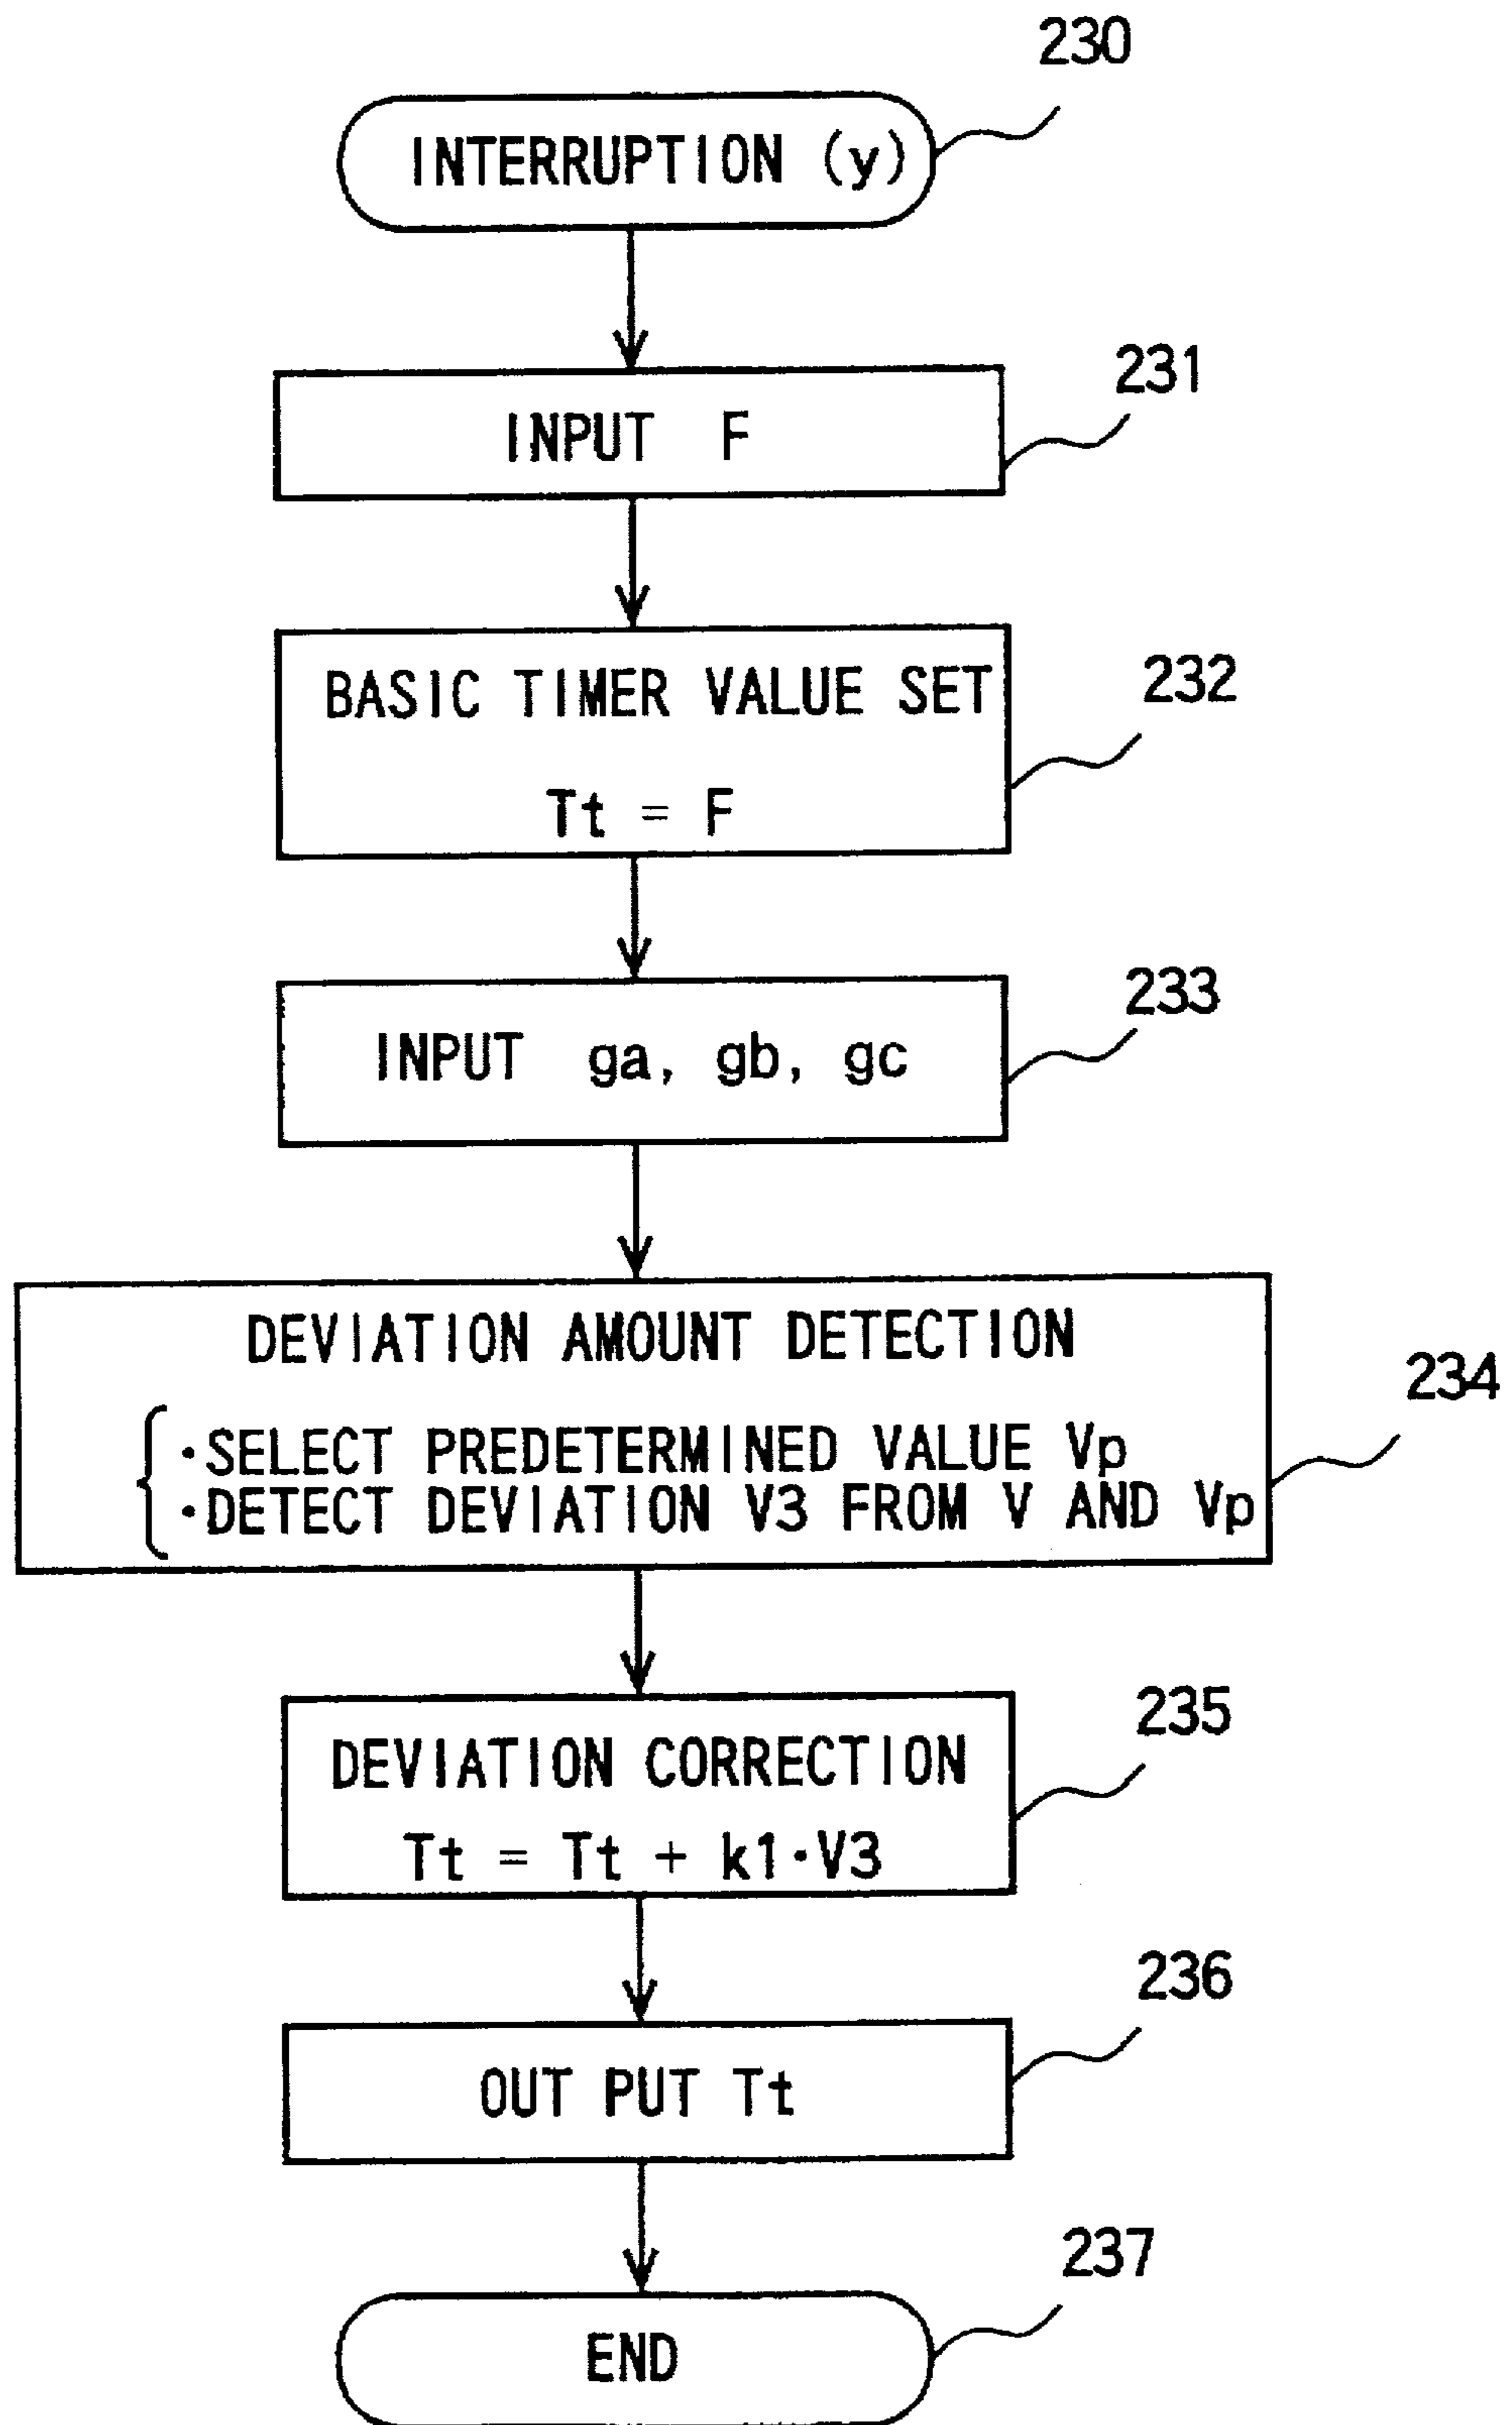 230
INTERRUPTION (y)
231
INPUT F
232
BASIC TIMER VALUE SET
Tt = F
233
INPUT ga, gb, gc
DEVIATION AMOUNT DETECTION
234
·SELECT PREDETERMINED VALUE Vp
·DETECT DEVIATION V3 FROM V AND Vp
235
DEVIATION CORRECTION
Tt = Tt + k1·V3
236
OUT PUT Tt
237
END